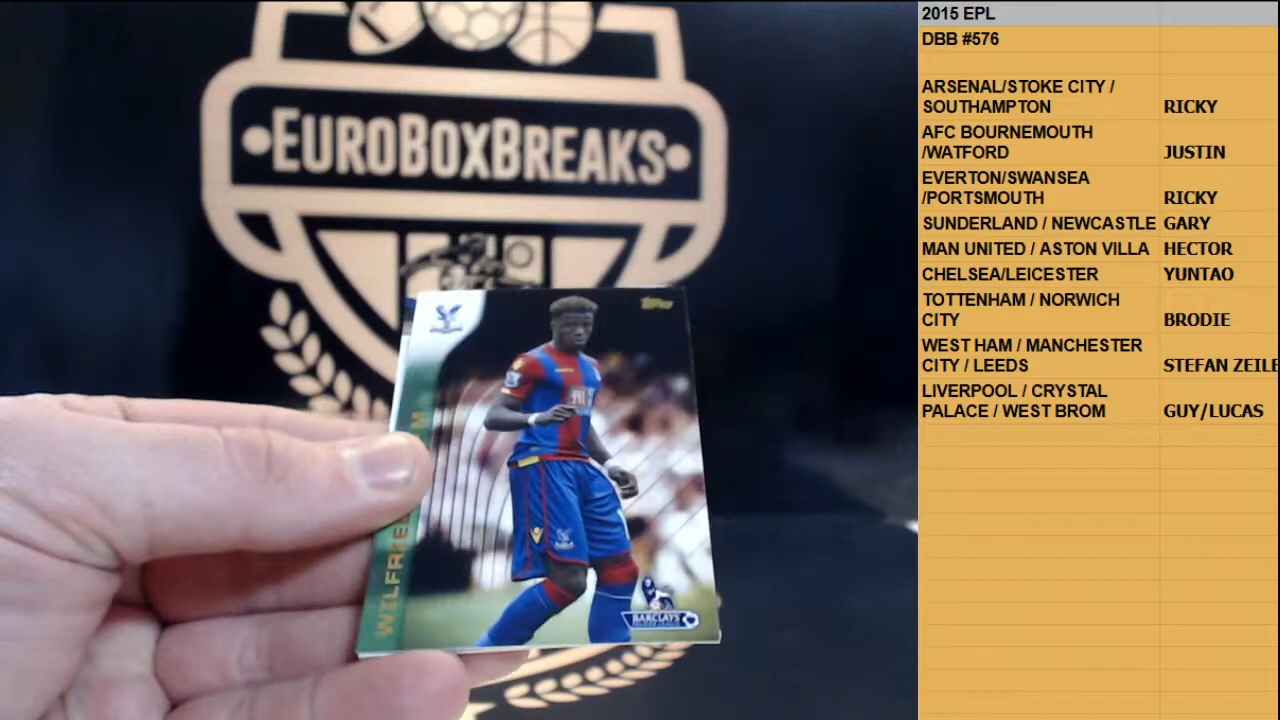 EUROBOXBREAKS
Topps
WILFRIE
BARCLAYS
2015 EPL
DBB #576
ARSENAL/STOKE CITY /
SOUTHAMPTON RICKY
AFC BOURNEMOUTH
/WATFORD JUSTIN
EVERTON/SWANSEA
/PORTSMOUTH RICKY
SUNDERLAND / NEWCASTLE GARY
MAN UNITED / ASTON VILLA HECTOR
CHELSEA/LEICESTER YUNTAO
TOTTENHAM / NORWICH
CITY BRODIE
WEST HAM / MANCHESTER
CITY / LEEDS STEFAN ZEILE
LIVERPOOL / CRYSTAL
PALACE / WEST BROM GUY/LUCAS